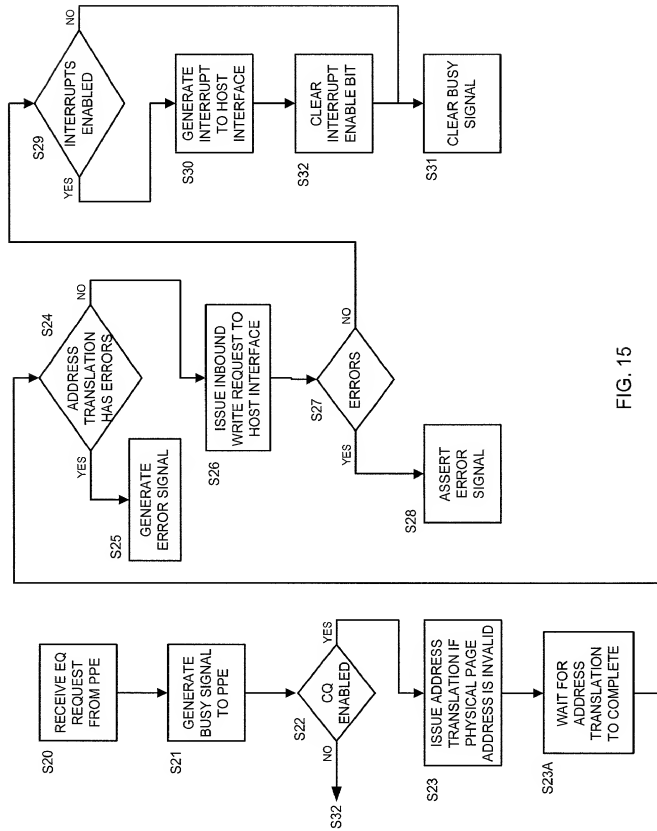 S20
RECEIVE EQ
REQUEST
FROM PPE
S21
GENERATE
BUSY SIGNAL
TO PPE
S22
CQ
ENABLED
NO
YES
S32
S23
ISSUE ADDRESS
TRANSLATION IF
PHYSICAL PAGE
ADDRESS IS INVALID
S23A
WAIT FOR
ADDRESS
TRANSLATION
TO COMPLETE
S24
ADDRESS
TRANSLATION
HAS ERRORS
YES
NO
S25
GENERATE
ERROR SIGNAL
S26
ISSUE INBOUND
WRITE REQUEST TO
HOST INTERFACE
S27
ERRORS
YES
NO
S28
ASSERT
ERROR
SIGNAL
S29
INTERRUPTS
ENABLED
YES
NO
S30
GENERATE
INTERRUPT
TO HOST
INTERFACE
S32
CLEAR
INTERRUPT
ENABLE BIT
S31
CLEAR BUSY
SIGNAL
FIG. 15